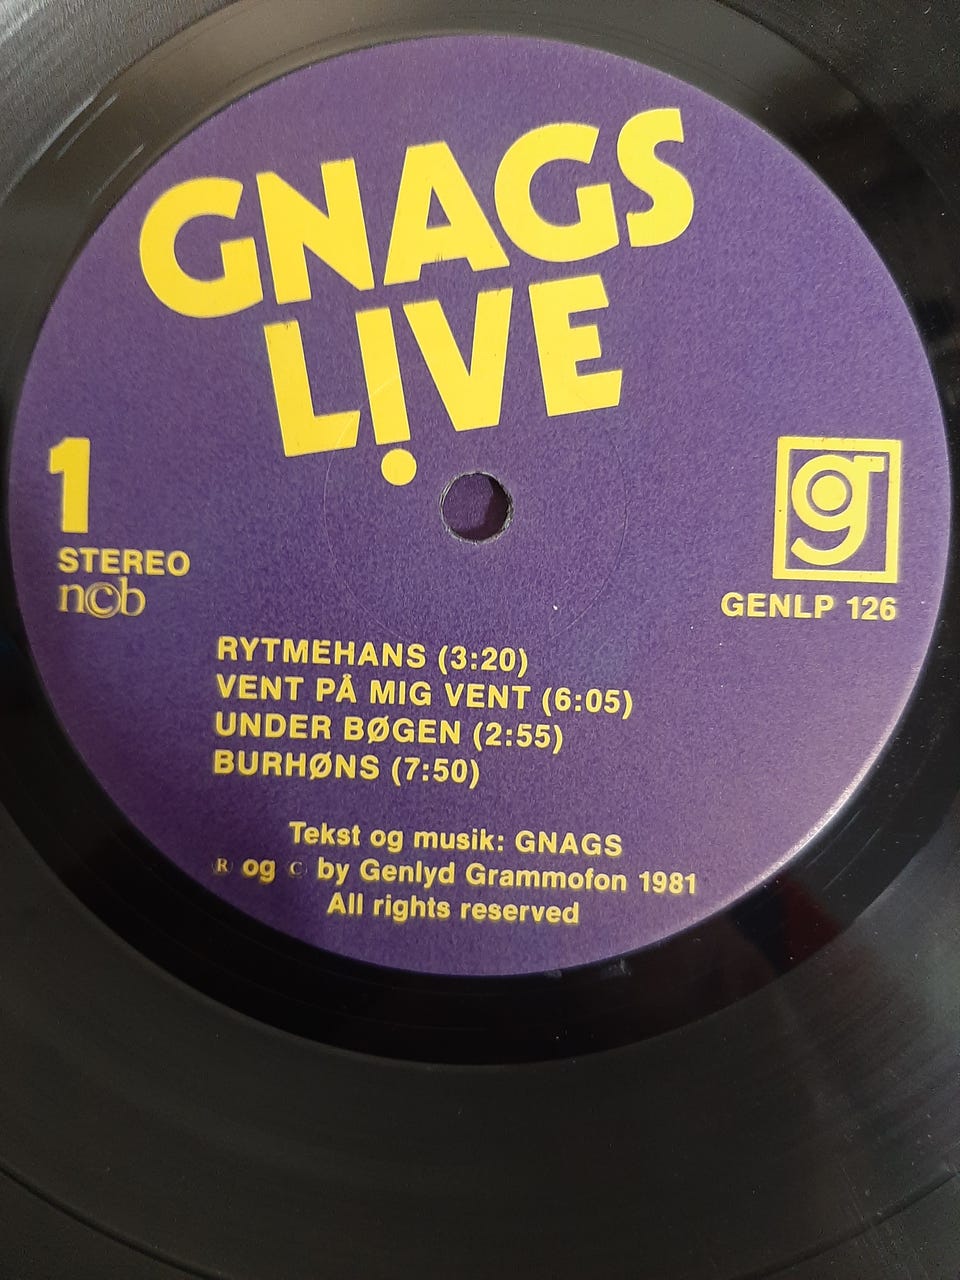 GNAGS
LIVE
1
STEREO
n©b
g
GENLP 126
RYTMEHANS (3:20)
VENT PÅ MIG VENT (6:05)
UNDER BØGEN (2:55)
BURHØNS (7:50)
Tekst og musik: GNAGS
® og © by Genlyd Grammofon 1981
All rights reserved